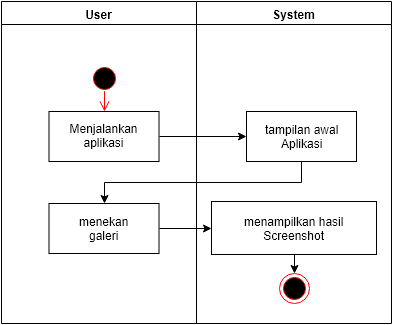 User
System
Menjalankan
aplikasi
tampilan awal
Aplikasi
menekan
galeri
menampilkan hasil
Screenshot